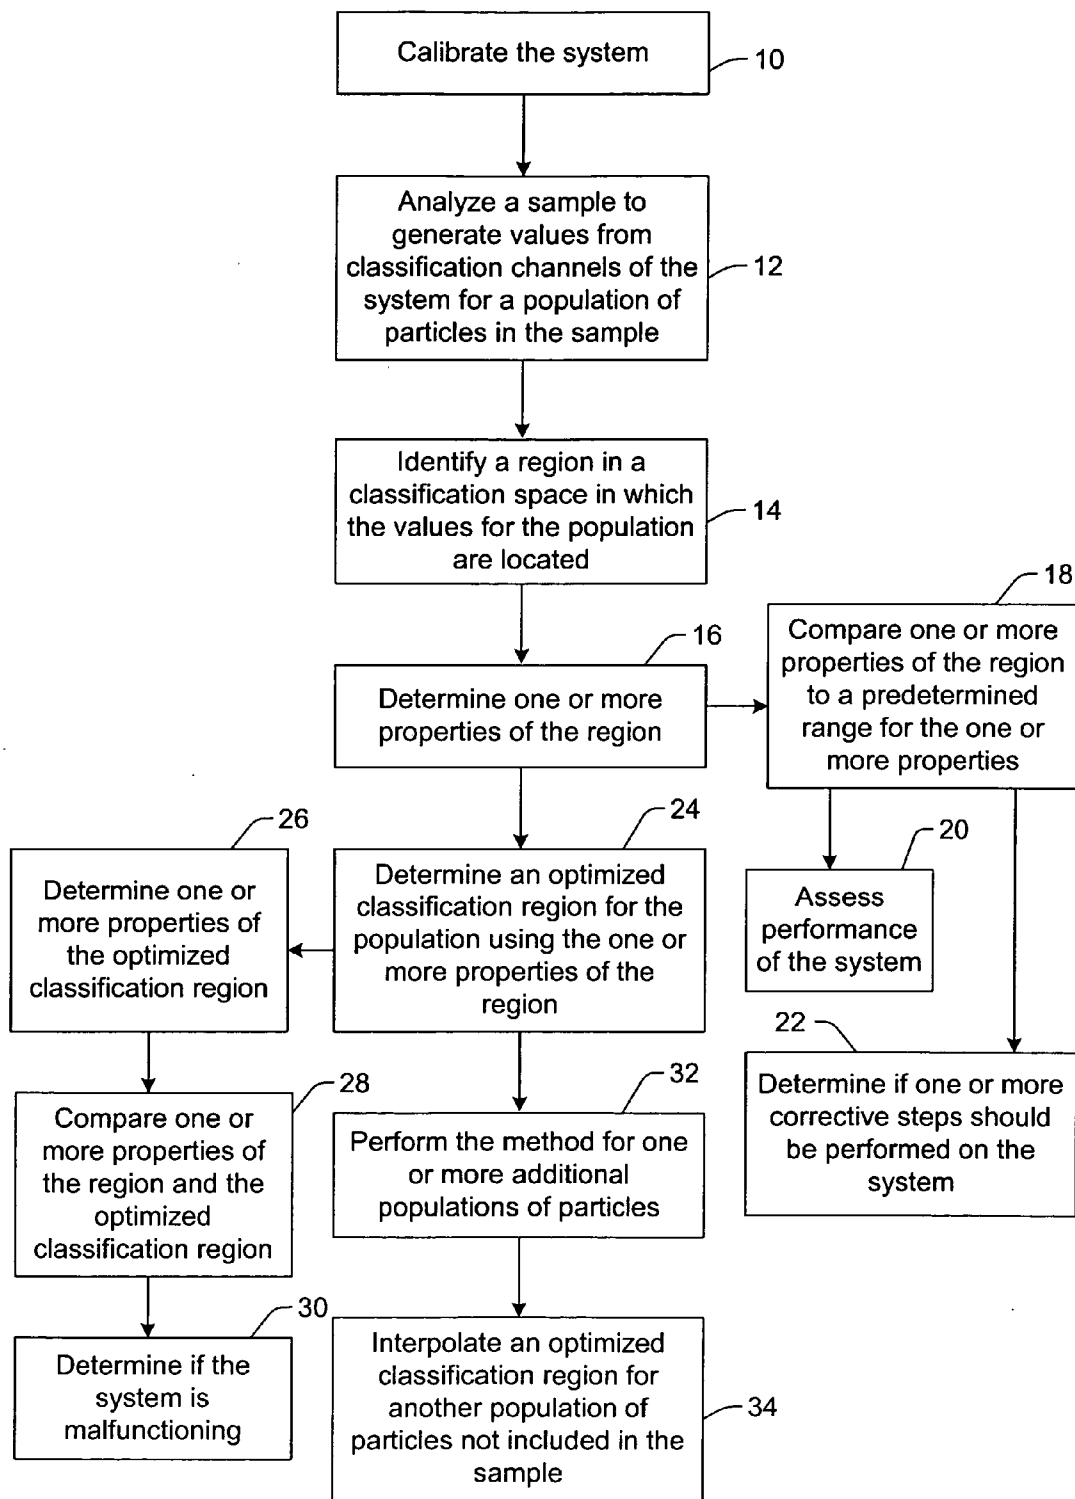 Calibrate the system
10
Analyze a sample to
generate values from
classification channels of the
system for a population of
particles in the sample
12
Identify a region in a
classification space in which
the values for the population
are located
14
16
Determine one or more
properties of the region
18
Compare one or more
properties of the region
to a predetermined
range for the one or
more properties
20
Assess
performance
of the system
22
Determine if one or more
corrective steps should
be performed on the
system
24
Determine an optimized
classification region for the
population using the one or
more properties of the
region
26
Determine one or
more properties of
the optimized
classification region
28
Compare one or
more properties of
the region and the
optimized
classification region
30
Determine if the
system is
malfunctioning
32
Perform the method for one
or more additional
populations of particles
Interpolate an optimized
classification region for
another population of
particles not included in the
sample
34